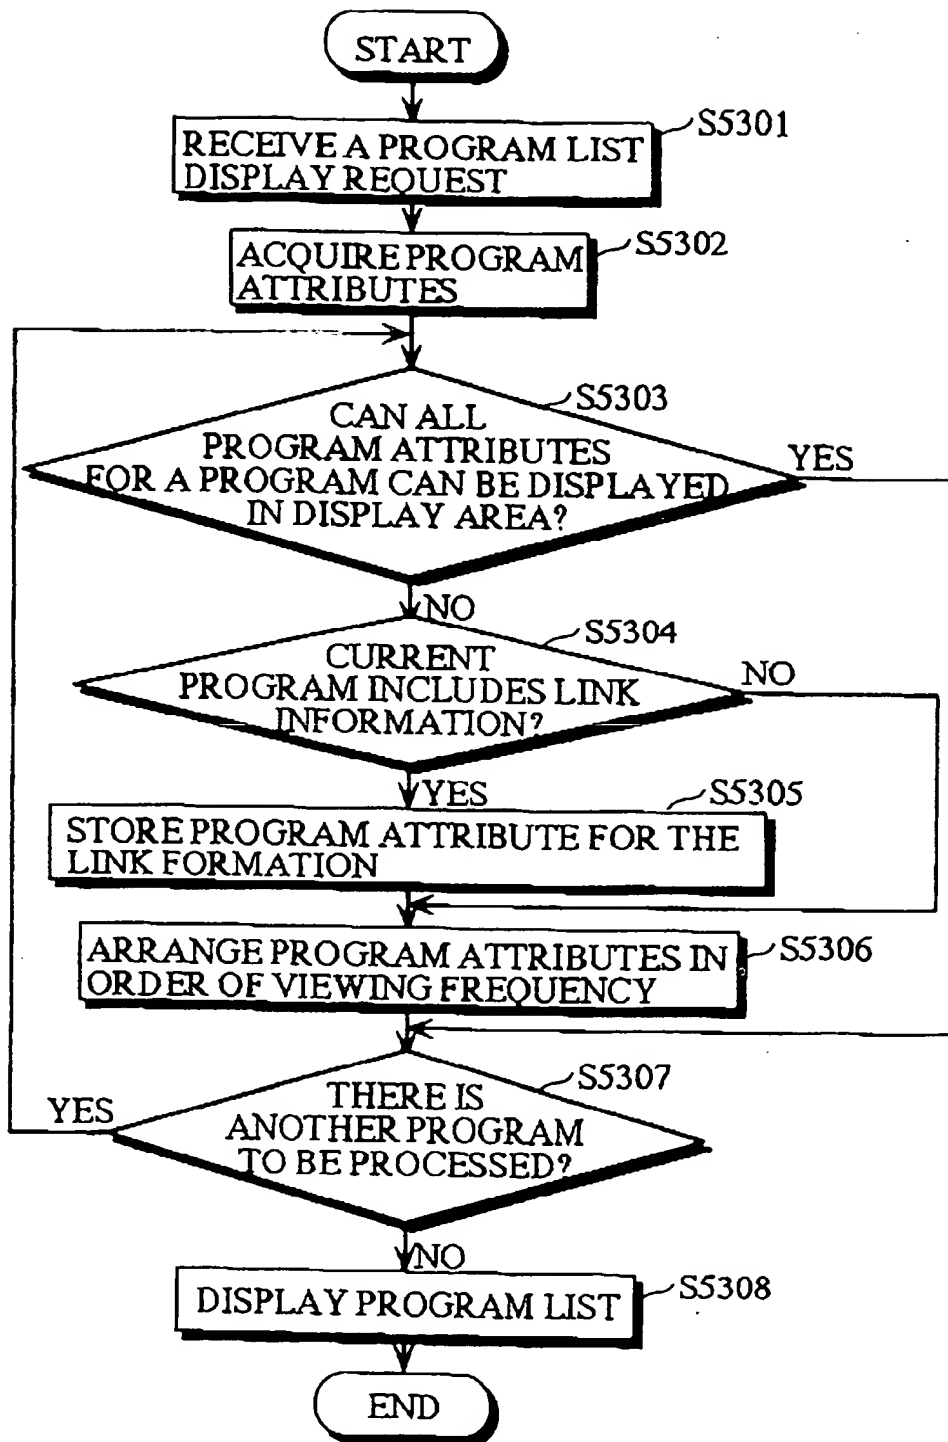 START
S5301
RECEIVE A PROGRAM LIST
DISPLAY REQUEST
S5302
ACQUIRE PROGRAM
ATTRIBUTES
S5303
CAN ALL
PROGRAM ATTRIBUTES
FOR A PROGRAM CAN BE DISPLAYED
IN DISPLAY AREA?
YES
NO
S5304
CURRENT
PROGRAM INCLUDES LINK
INFORMATION?
NO
YES
S5305
STORE PROGRAM ATTRIBUTE FOR THE
LINK FORMATION
S5306
ARRANGE PROGRAM ATTRIBUTES IN
ORDER OF VIEWING FREQUENCY
S5307
THERE IS
ANOTHER PROGRAM
TO BE PROCESSED?
YES
NO
S5308
DISPLAY PROGRAM LIST
END